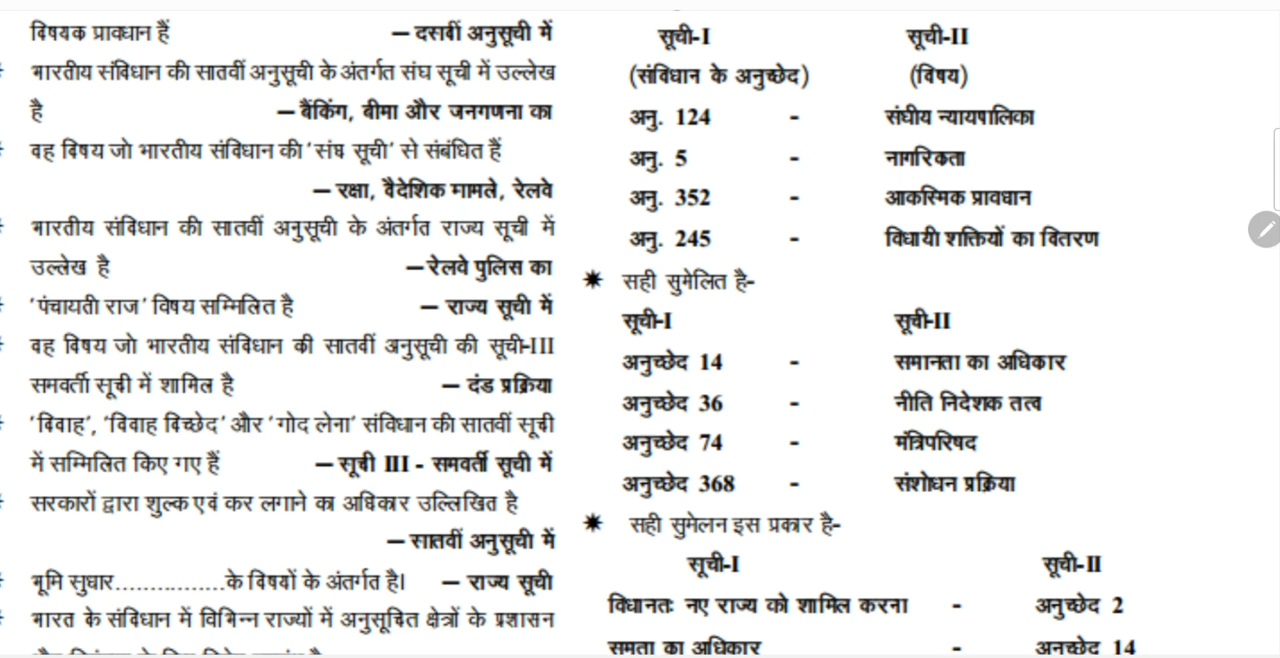 विषयक प्रावधान हैं — दसवीं अनुसूची में
भारतीय संविधान की सातवीं अनुसूची के अंतर्गत संघ सूची में उल्लेख
है — बैंकिंग, बीमा और जनगणना का
वह विषय जो भारतीय संविधान की 'संघ सूची' से संबंधित हैं
— रक्षा, वैदेशिक मामले, रेलवे
भारतीय संविधान की सातवीं अनुसूची के अंतर्गत राज्य सूची में
उल्लेख है — रेलवे पुलिस का
'पंचायती राज' विषय सम्मिलित है — राज्य सूची में
वह विषय जो भारतीय संविधान की सातवीं अनुसूची की सूची-III
समवर्ती सूची में शामिल है — दंड प्रक्रिया
'विवाह', 'विवाह विच्छेद' और 'गोद लेना' संविधान की सातवीं सूची
में सम्मिलित किए गए हैं — सूची III - समवर्ती सूची में
सरकारों द्वारा शुल्क एवं कर लगाने का अधिकार उल्लिखित है
— सातवीं अनुसूची में
भूमि सुधार................के विषयों के अंतर्गत है। — राज्य सूची
भारत के संविधान में विभिन्न राज्यों में अनुसूचित क्षेत्रों के प्रशासन
सूची-I सूची-II
(संविधान के अनुच्छेद) (विषय)
अनु. 124 - संघीय न्यायपालिका
अनु. 5 - नागरिकता
अनु. 352 - आकस्मिक प्रावधान
अनु. 245 - विधायी शक्तियों का वितरण
✷ सही सुमेलित है-
सूची-I सूची-II
अनुच्छेद 14 - समानता का अधिकार
अनुच्छेद 36 - नीति निदेशक तत्व
अनुच्छेद 74 - मंत्रिपरिषद
अनुच्छेद 368 - संशोधन प्रक्रिया
✷ सही सुमेलन इस प्रकार है-
सूची-I सूची-II
विधानतः नए राज्य को शामिल करना - अनुच्छेद 2
समता का अधिकार - अनुच्छेद 14